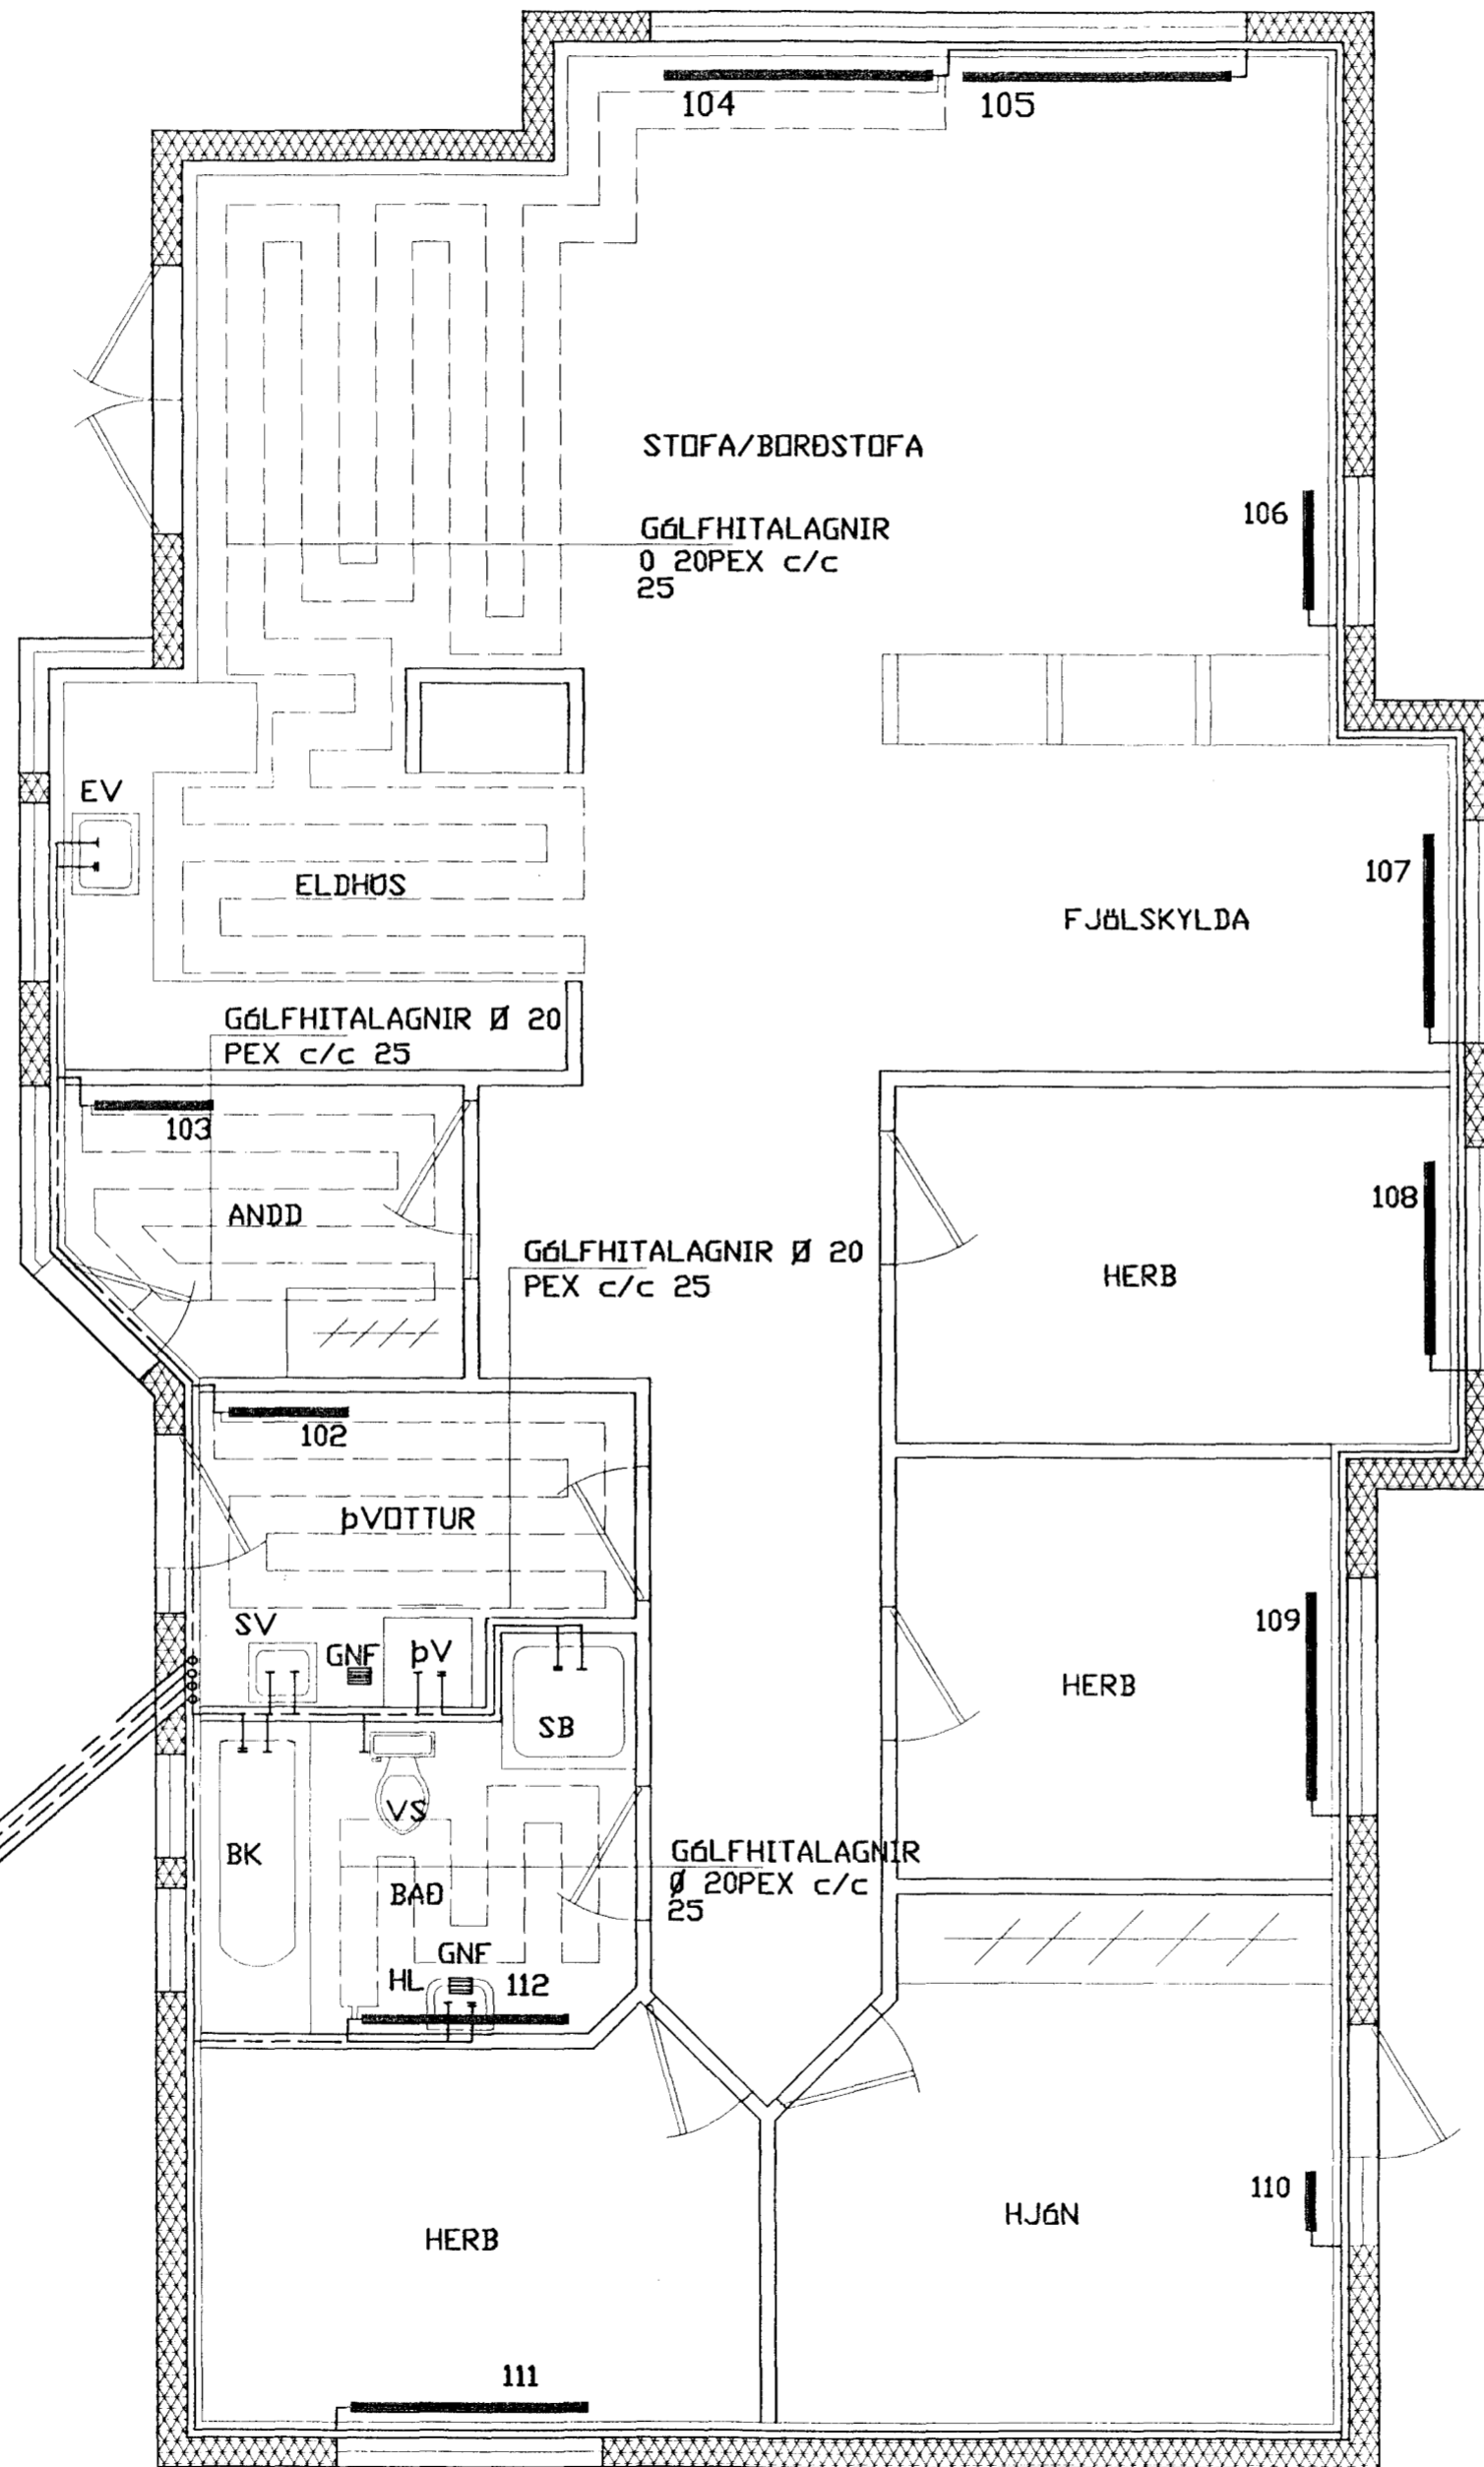 104
105
STOFA/BORÐSTOFA
GÓLFHITALAGNIR
O 20PEX c/c
25
106
EV
ELDHÚS
107
FJÖLSKYLDA
GÓLFHITALAGNIR Ø 20
PEX c/c 25
103
ANDD
108
GÓLFHITALAGNIR Ø 20
PEX c/c 25
HERB
102
ÞVOTTUR
SV
GNF
ÞV
109
HERB
SB
VS
BK
BAÐ
GÓLFHITALAGNIR
Ø 20PEX c/c
25
GNF
HL
112
110
HJÓN
HERB
111